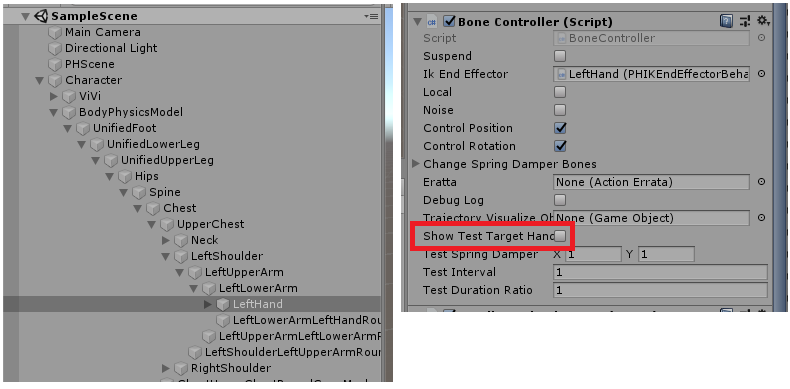 SampleScene
Main Camera
Directional Light
PHScene
Character
ViVi
BodyPhysicsModel
UnifiedFoot
UnifiedLowerLeg
UnifiedUpperLeg
Hips
Spine
Chest
UpperChest
Neck
LeftShoulder
LeftUpperArm
LeftLowerArm
LeftHand
LeftLowerArmLeftHandRou
LeftUpperArmLeftLowerArmR
LeftShoulderLeftUpperArmRour
RightShoulder
Bone Controller (Script)
Script BoneController
Suspend
Ik End Effector LeftHand (PHIKEndEffectorBeha
Local
Noise
Control Position
Control Rotation
Change Spring Damper Bones
Eratta None (Action Errata)
Debug Log
Trajectory Visualize Ob None (Game Object)
Show Test Target Hand
Test Spring Damper X 1 Y 1
Test Interval 1
Test Duration Ratio 1